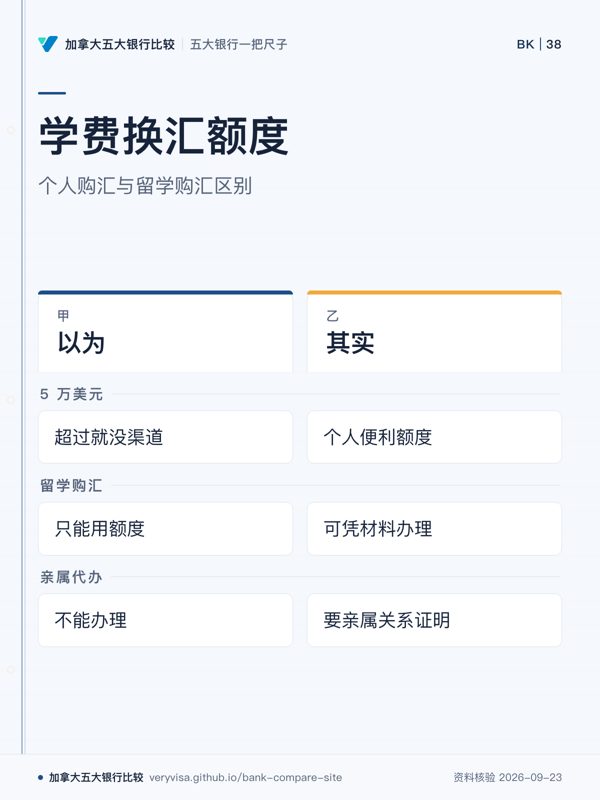 加拿大五大银行比较 | 五大银行一把尺子
BK | 38
学费换汇额度
个人购汇与留学购汇区别
甲
以为
乙
其实
5 万美元
超过就没渠道
个人便利额度
留学购汇
只能用额度
可凭材料办理
亲属代办
不能办理
要亲属关系证明
加拿大五大银行比较 veryvisa.github.io/bank-compare-site
资料核验 2026-09-23